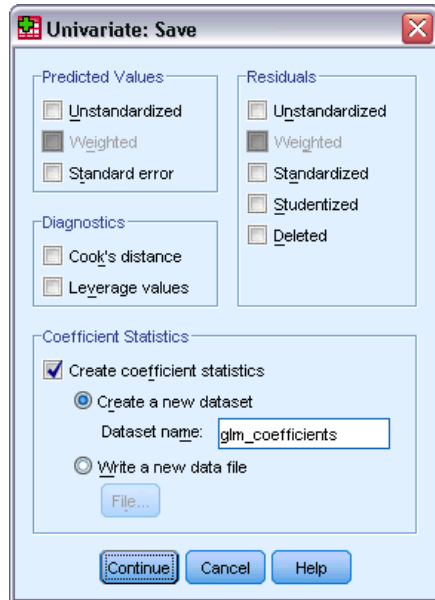 Univariate: Save
Predicted Values
Unstandardized
Weighted
Standard error
Diagnostics
Cook's distance
Leverage values
Residuals
Unstandardized
Weighted
Standardized
Studentized
Deleted
Coefficient Statistics
Create coefficient statistics
Create a new dataset
Dataset name: glm_coefficients
Write a new data file
File...
Continue Cancel Help